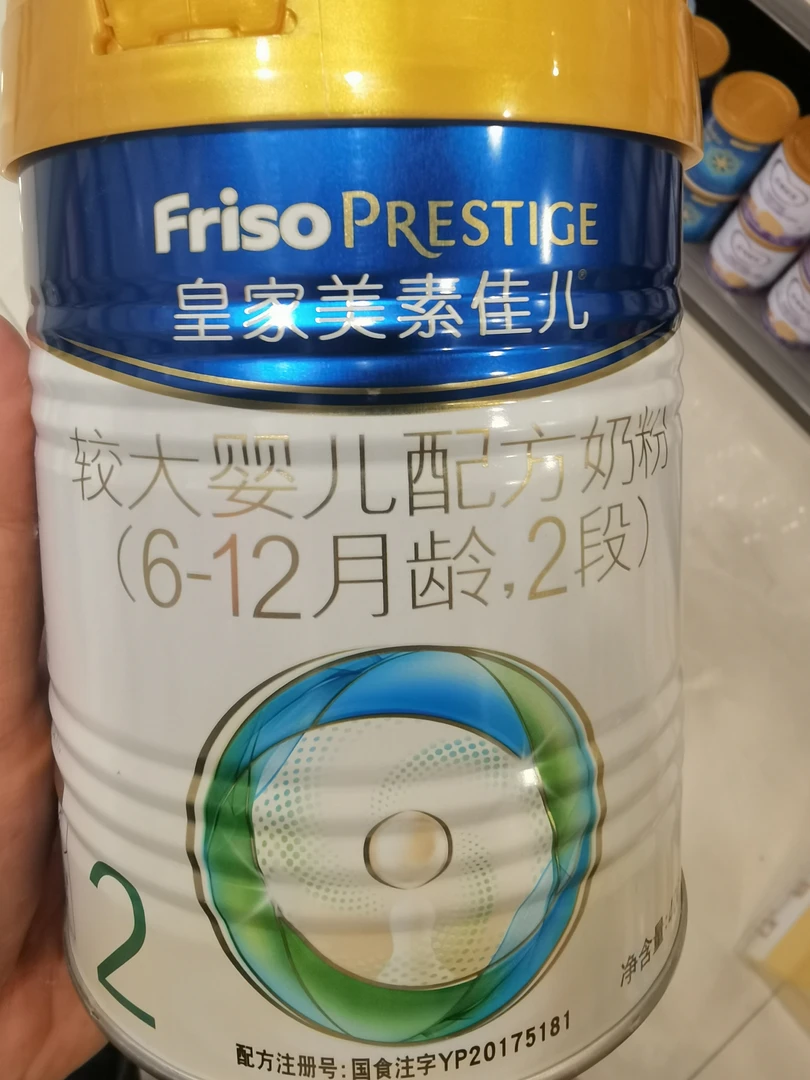 Friso PRESTIGE
皇家美素佳儿®
较大婴儿配方奶粉
(6-12月龄,2段)
2
净含量:
配方注册号:国食注字YP20175181